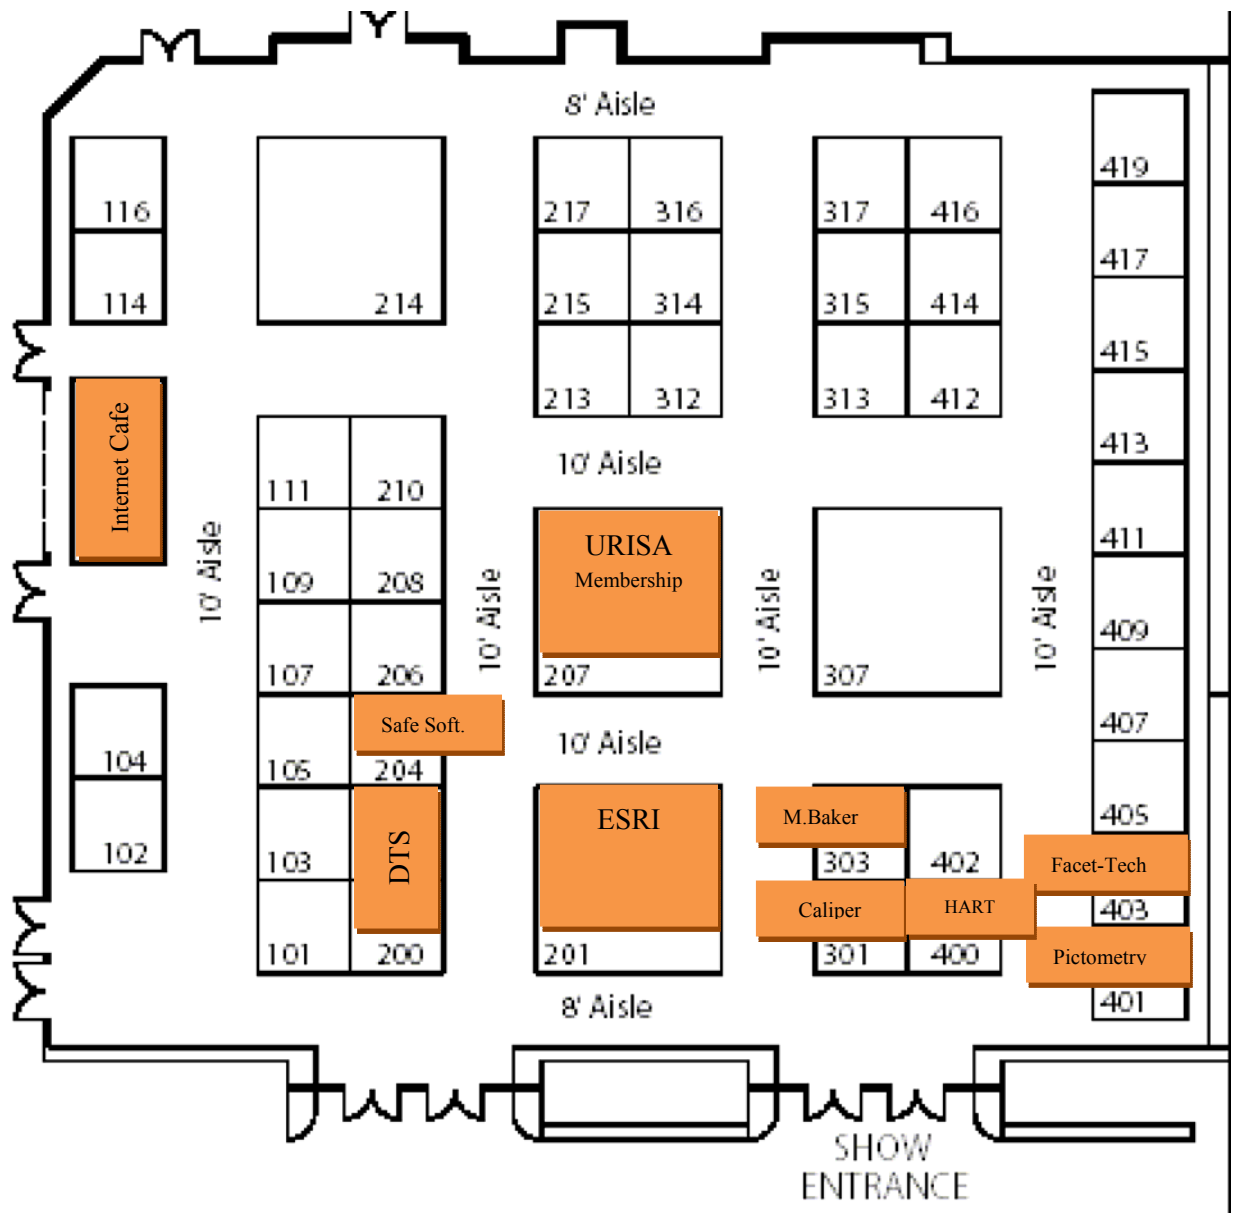 8' Aisle
419
116
217 316
317 416
417
114
214
215 314
315 414
415
213 312
313 412
Internet Cafe
413
10' Aisle
111 210
411
URISA
Membership
109 208
10' Aisle
10' Aisle
10' Aisle
10' Aisle
409
107 206
207
307
Safe Soft.
407
10' Aisle
104
105 204
ESRI
M.Baker
405
DTS
102
103
303 402
Facet-Tech
Caliper
HART
403
101 200
201
301 400
Pictometry
401
8' Aisle
SHOW
ENTRANCE